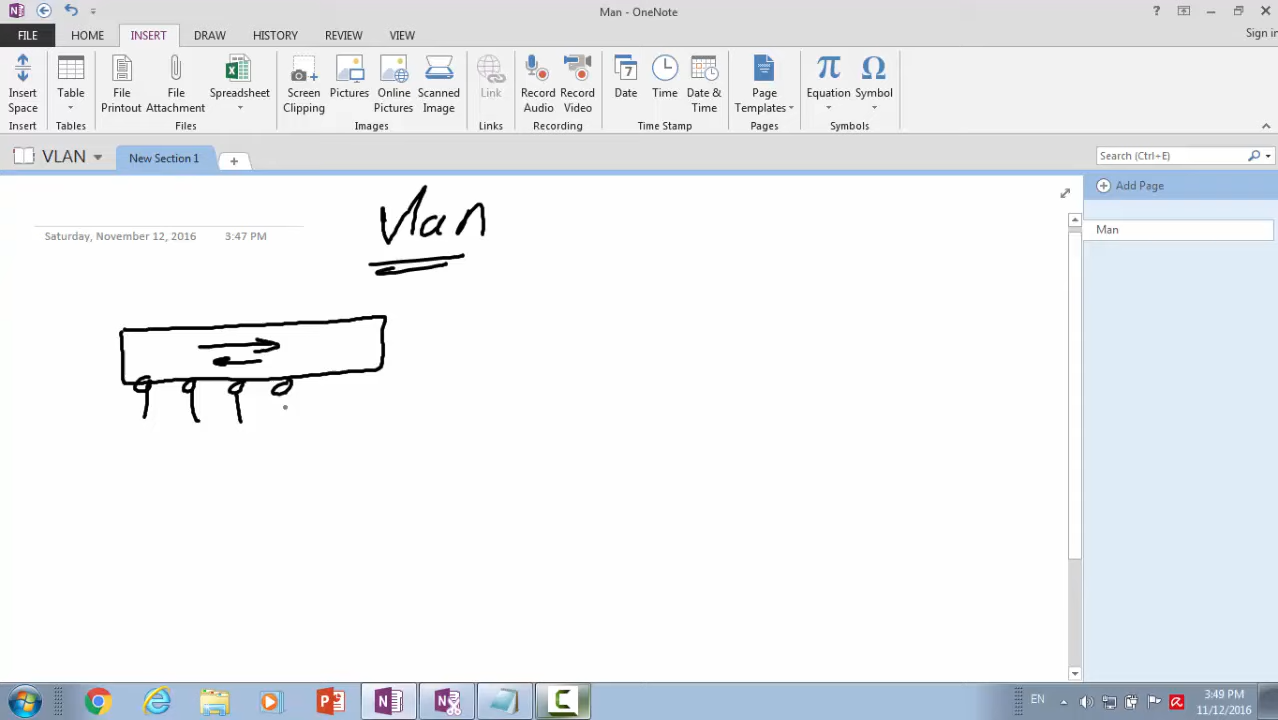 Man - OneNote
?
Sign in
FILE HOME INSERT DRAW HISTORY REVIEW VIEW
Insert Space
Table
File Printout
File Attachment
Spreadsheet
Screen Clipping
Pictures
Online Pictures
Scanned Image
Link
Record Audio
Record Video
Date
Time
Date & Time
Page Templates
π Equation
Ω Symbol
Insert Tables Files Images Links Recording Time Stamp Pages Symbols
VLAN New Section 1 +
Search (Ctrl+E)
Add Page
Man
Vlan
Saturday, November 12, 2016 3:47 PM
EN
3:49 PM
11/12/2016